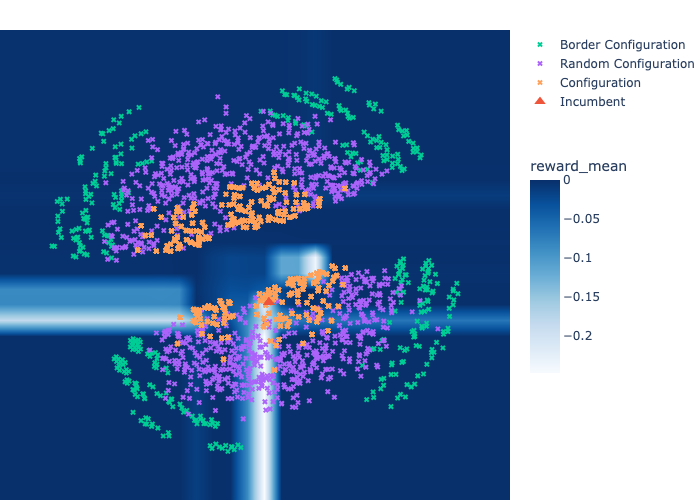 Border Configuration
Random Configuration
Configuration
Incumbent
reward_mean
0
−0.05
−0.1
−0.15
−0.2